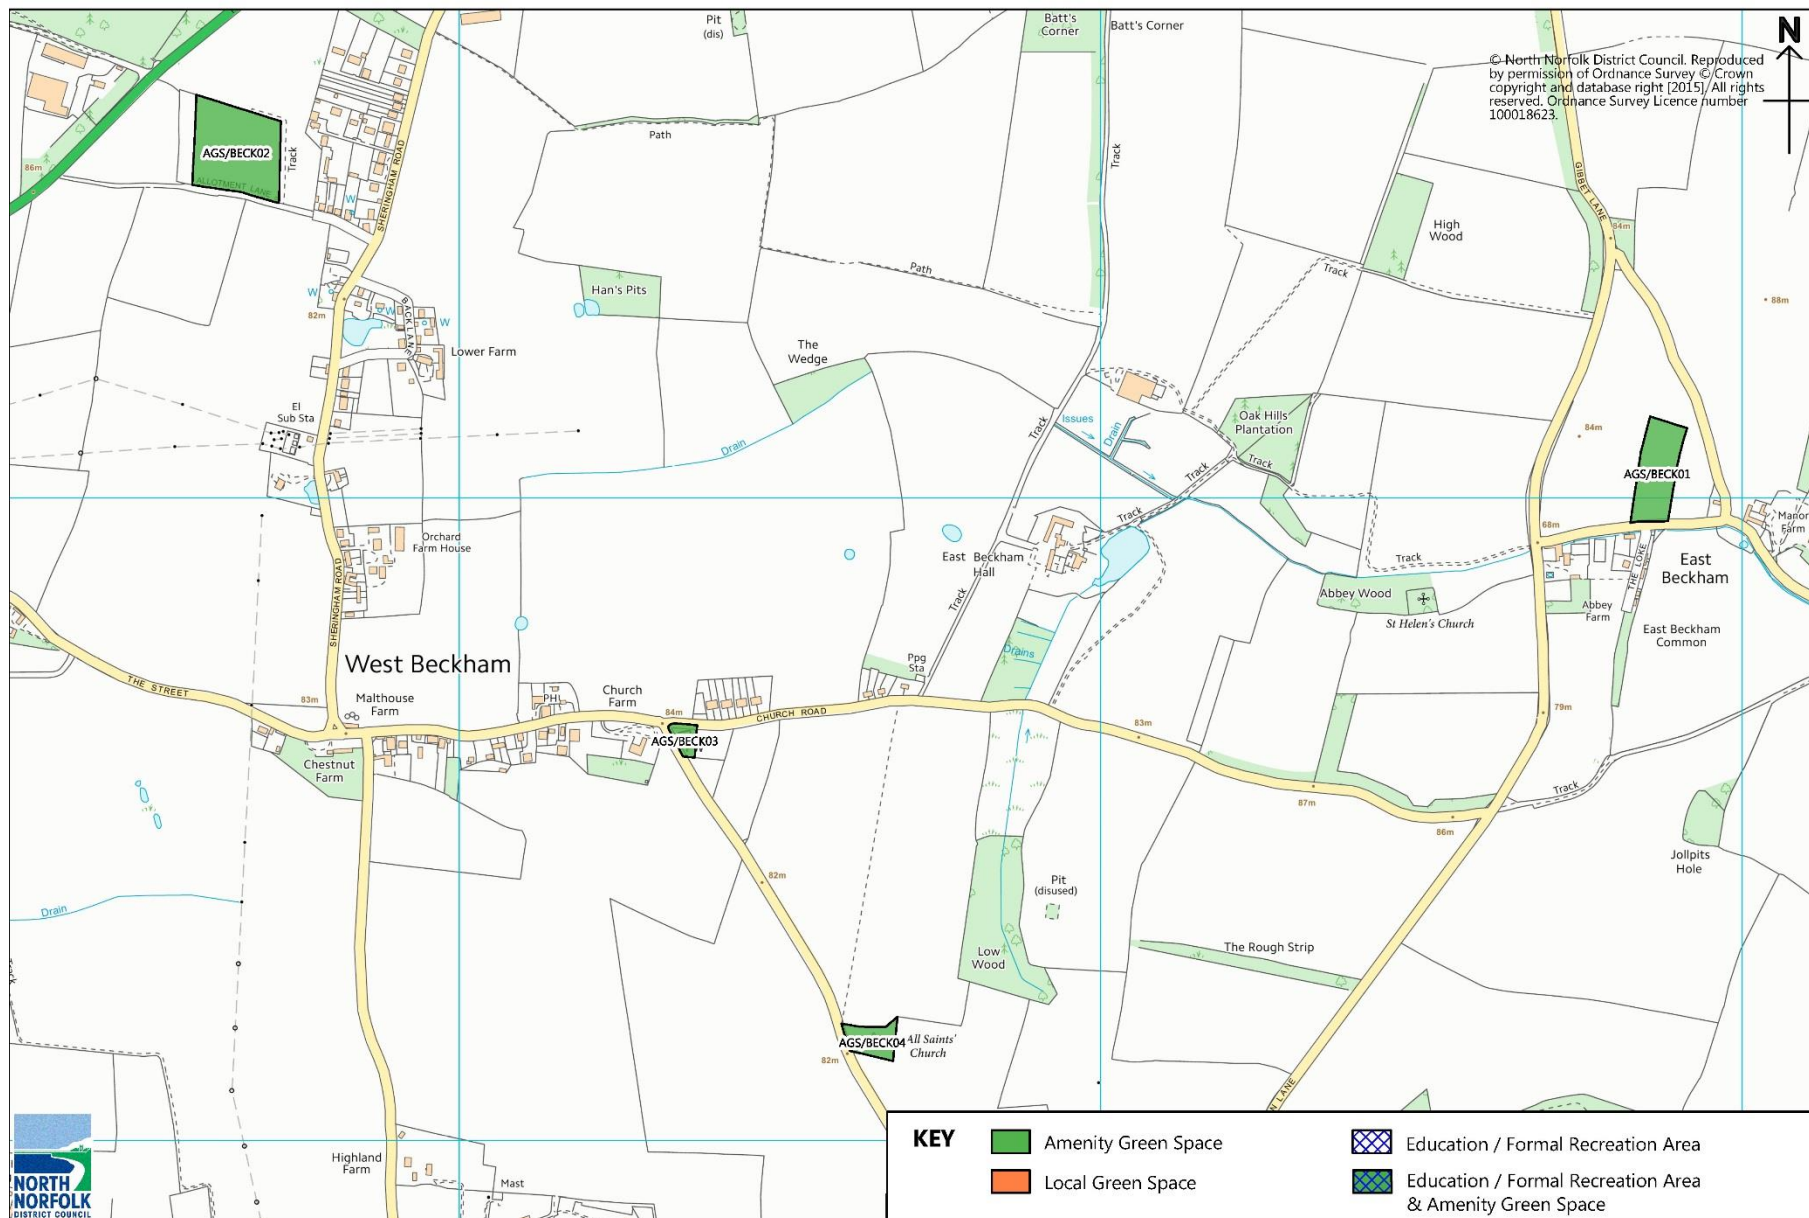 Pit
(dis)
Batt's
Corner
Batt's Corner
N
© North Norfolk District Council. Reproduced
by permission of Ordnance Survey © Crown
copyright and database right [2015]. All rights
reserved. Ordnance Survey Licence number
100018623.
AGS/BECK02
ALLOTMENT LANE
Track
86m
SHERINGHAM ROAD
W
Path
Track
GIBBET LANE
84m
High
Wood
Path
Track
88m
Han's Pits
W
W
W
82m
BACK LANE
Lower Farm
The
Wedge
El
Sub Sta
Drain
Track
Issues
Drain
Oak Hills
Plantation
Track
Track
84m
AGS/BECK01
Manor
Farm
68m
Orchard
Farm House
SHERINGHAM ROAD
East Beckham
Hall
Track
Track
Track
Abbey Wood
St Helen's Church
THE LOKE
East
Beckham
Abbey
Farm
East Beckham
Common
Drains
Ppg
Sta
West Beckham
THE STREET
83m
Malthouse
Farm
PH
Church
Farm
84m
CHURCH ROAD
AGS/BECK03
83m
79m
Chestnut
Farm
87m
86m
Track
Jollpits
Hole
82m
Pit
(disused)
Drain
Low
Wood
The Rough Strip
AGS/BECK04
All Saints'
Church
82m
N LANE
Highland
Farm
Mast
NORTH
NORFOLK
DISTRICT COUNCIL
KEY
Amenity Green Space
Local Green Space
Education / Formal Recreation Area
Education / Formal Recreation Area
& Amenity Green Space